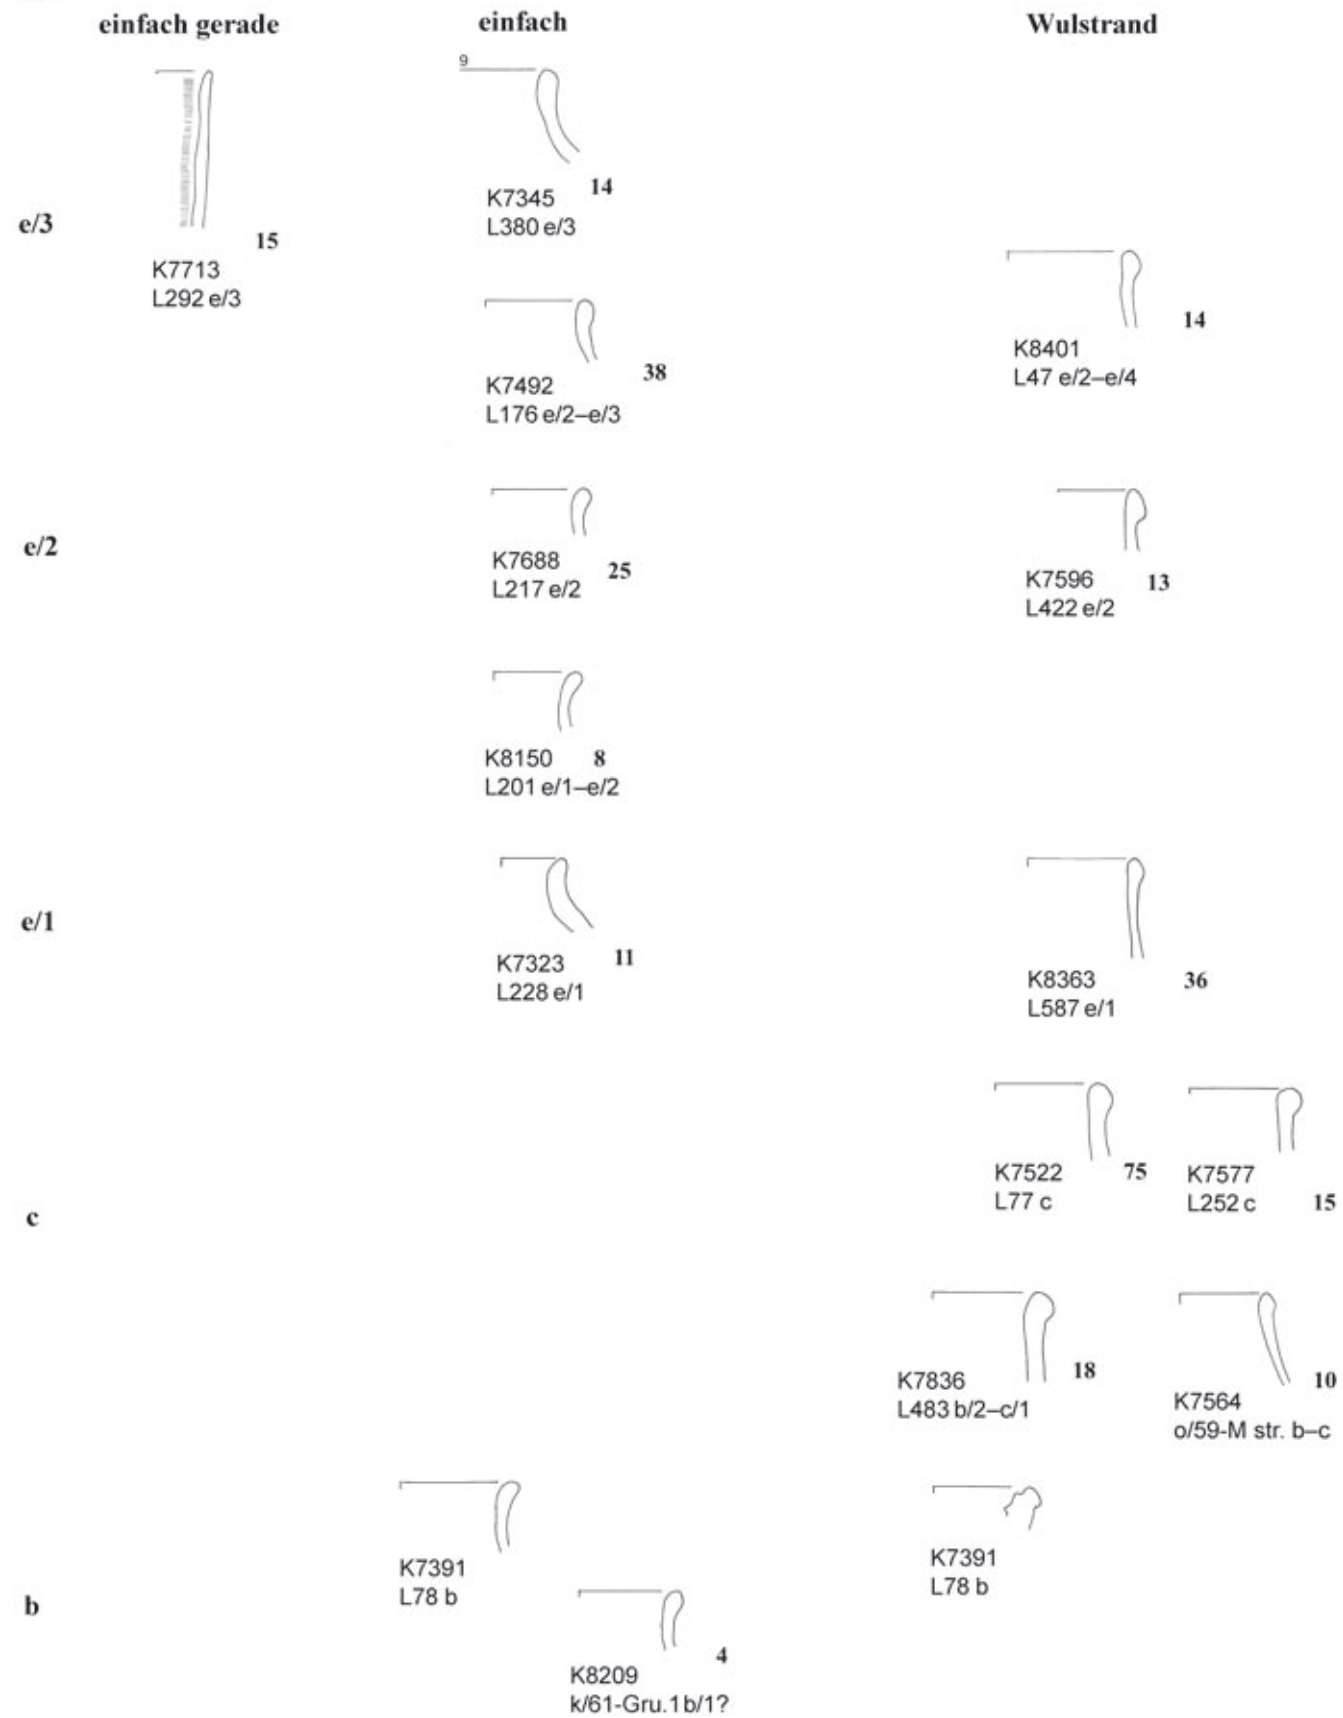 einfach gerade
einfach
Wulstrand
e/3
15
K7713
L292 e/3
9
14
K7345
L380 e/3
38
K7492
L176 e/2–e/3
14
K8401
L47 e/2–e/4
e/2
25
K7688
L217 e/2
13
K7596
L422 e/2
K8150 8
L201 e/1–e/2
e/1
11
K7323
L228 e/1
36
K8363
L587 e/1
c
75
K7522
L77 c
15
K7577
L252 c
18
K7836
L483 b/2–c/1
10
K7564
o/59-M str. b–c
b
K7391
L78 b
4
K8209
k/61-Gru.1 b/1?
K7391
L78 b